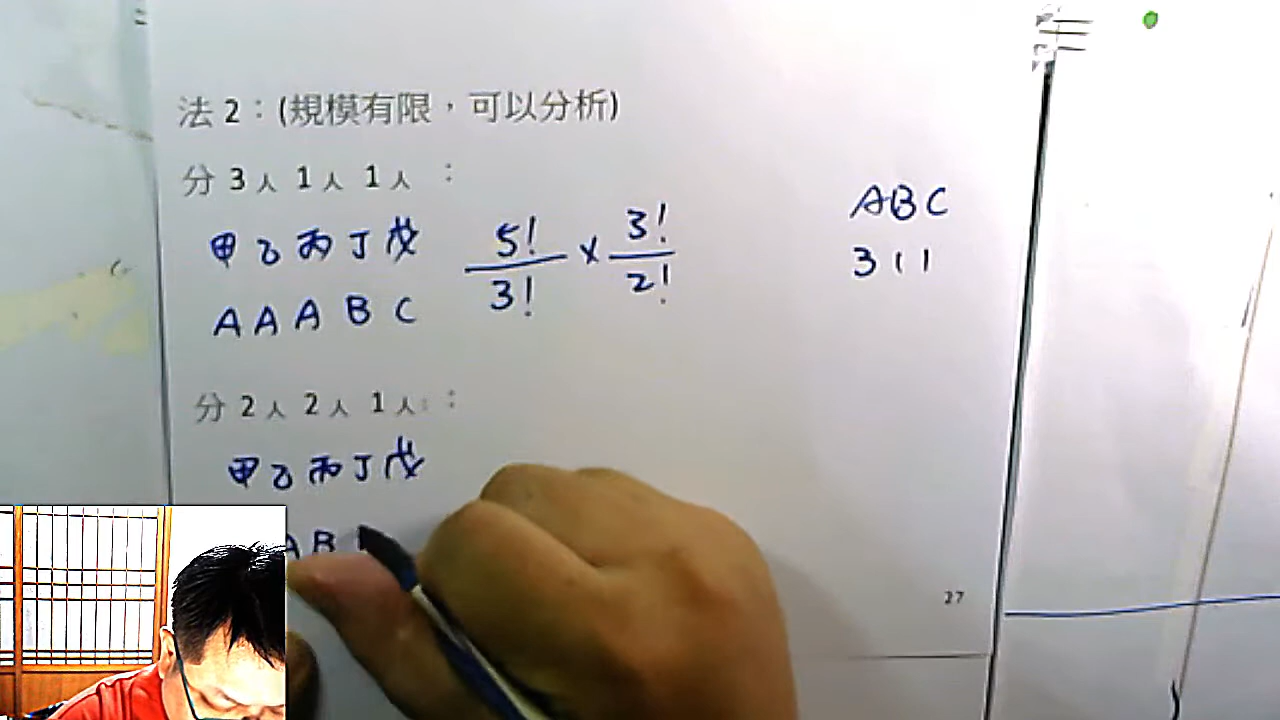 法 2：(規模有限，可以分析)
分 3人 1人 1人 ：
甲乙丙丁戊 5!/3! × 3!/2!
AAABC
ABC
311
分 2人 2人 1人：
甲乙丙丁戊
AB
27